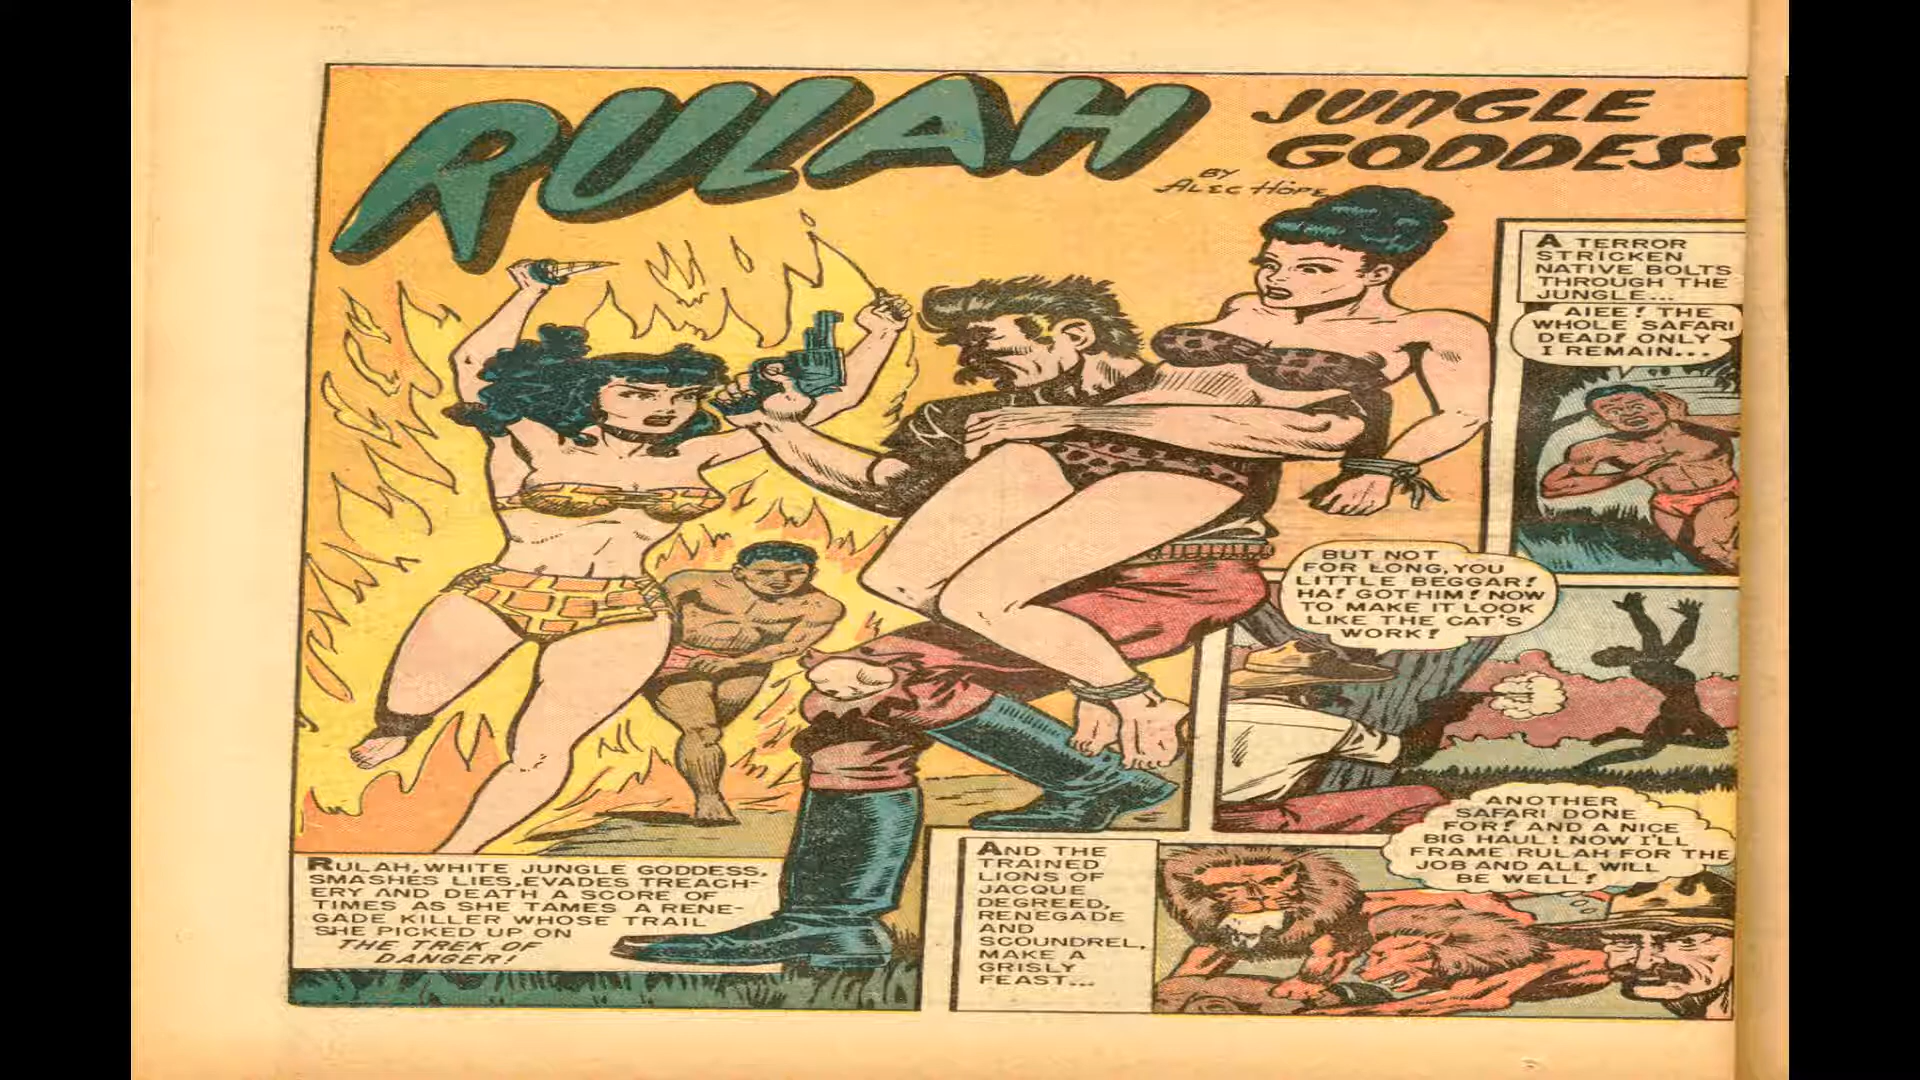 RULAH
JUNGLE
GODDESS
BY
ALEC HOPE
A TERROR
STRICKEN
NATIVE BOLTS
THROUGH THE
JUNGLE...
AIEE! THE
WHOLE SAFARI
DEAD! ONLY
I REMAIN...
BUT NOT
FOR LONG, YOU
LITTLE BEGGAR!
HA! GOT HIM! NOW
TO MAKE IT LOOK
LIKE THE CAT'S
WORK!
RULAH, WHITE JUNGLE GODDESS,
SMASHES LIES, EVADES TREACH-
ERY AND DEATH A SCORE OF
TIMES AS SHE TAMES A RENE-
GADE KILLER WHOSE TRAIL
SHE PICKED UP ON
THE TREK OF
DANGER!
AND THE
TRAINED
LIONS OF
JACQUE
DEGREED,
RENEGADE
AND
SCOUNDREL,
MAKE A
GRISLY
FEAST...
ANOTHER
SAFARI DONE
FOR! AND A NICE
BIG HAUL! NOW I'LL
FRAME RULAH FOR THE
JOB AND ALL WILL
BE WELL!